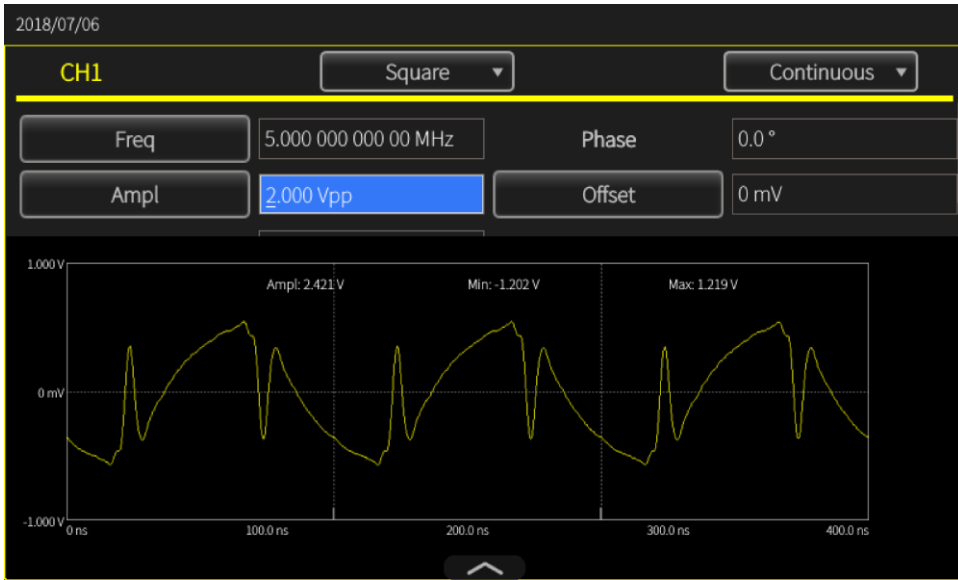 2018/07/06
CH1 Square Continuous
Freq 5.000 000 000 00 MHz Phase 0.0 °
Ampl 2.000 Vpp Offset 0 mV
1.000 V
Ampl: 2.421 V Min: -1.202 V Max: 1.219 V
0 mV
-1.000 V
0 ns 100.0 ns 200.0 ns 300.0 ns 400.0 ns